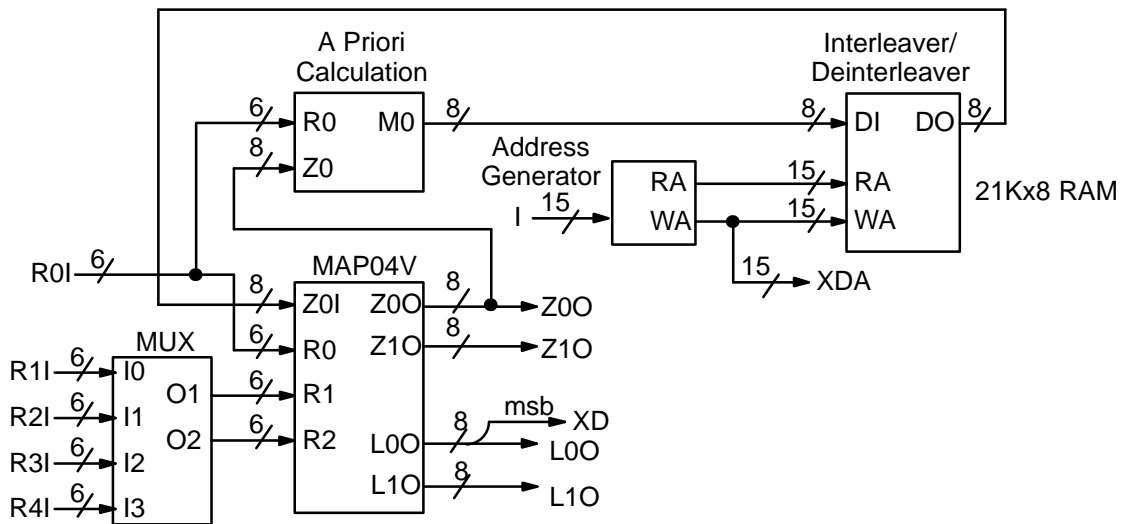 A Priori
Calculation
Interleaver/
Deinterleaver
6
R0
M0
8
8
DI
DO
8
8
Z0
Address
Generator
RA
15
RA
21Kx8 RAM
I
15
WA
15
WA
R0I
6
MAP04V
15
XDA
8
Z0I
Z0O
8
Z0O
6
R0
Z1O
8
Z1O
MUX
R1I
6
I0
O1
6
R1
R2I
6
I1
O2
6
R2
msb
XD
L0O
8
L0O
R3I
6
I2
L1O
8
L1O
R4I
6
I3